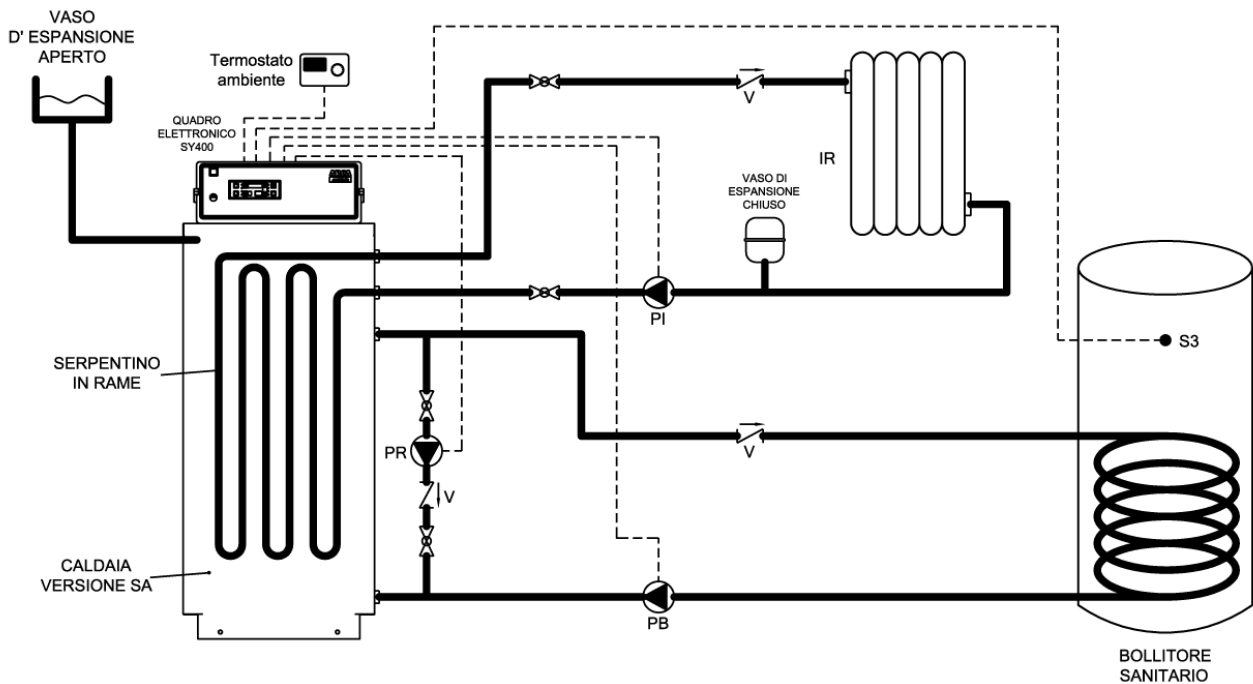 VASO
D' ESPANSIONE
APERTO
Termostato
ambiente
QUADRO
ELETTRONICO
SY400
V
IR
VASO DI
ESPANSIONE
CHIUSO
PI
S3
SERPENTINO
IN RAME
V
PR
V
CALDAIA
VERSIONE SA
PB
BOLLITORE
SANITARIO